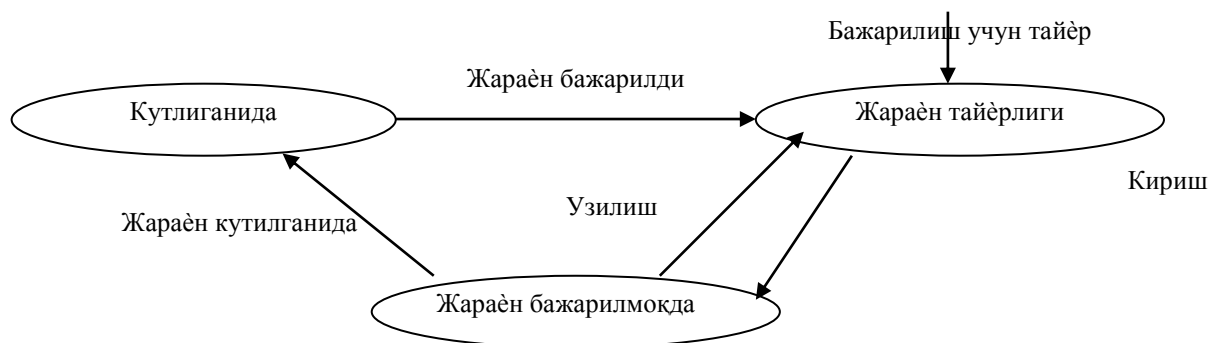 Бажарилиш учун тайѐр
Жараѐн бажарилди
Кутлиганида
Жараѐн тайѐрлиги
Кириш
Узилиш
Жараѐн кутилганида
Жараѐн бажарилмоқда